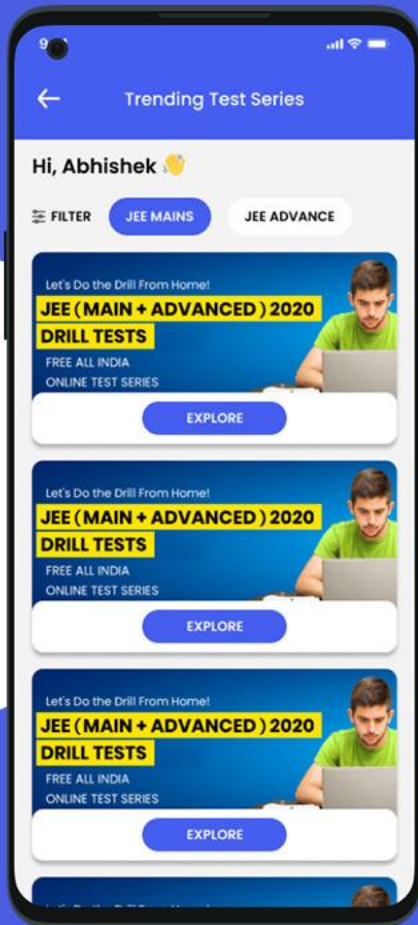 Trending Test Series
Hi, Abhishek
FILTER JEE MAINS JEE ADVANCE
Let's Do the Drill From Home!
JEE (MAIN + ADVANCED) 2020
DRILL TESTS
FREE ALL INDIA
ONLINE TEST SERIES
EXPLORE
Let's Do the Drill From Home!
JEE (MAIN + ADVANCED) 2020
DRILL TESTS
FREE ALL INDIA
ONLINE TEST SERIES
EXPLORE
Let's Do the Drill From Home!
JEE (MAIN + ADVANCED) 2020
DRILL TESTS
FREE ALL INDIA
ONLINE TEST SERIES
EXPLORE